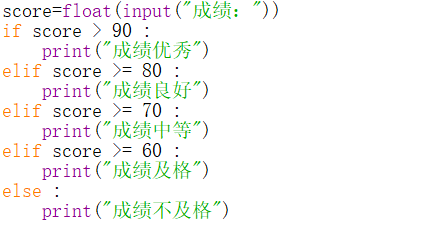 score=float(input("成绩："))
if score > 90 :
    print("成绩优秀")
elif score >= 80 :
    print("成绩良好")
elif score >= 70 :
    print("成绩中等")
elif score >= 60 :
    print("成绩及格")
else :
    print("成绩不及格")